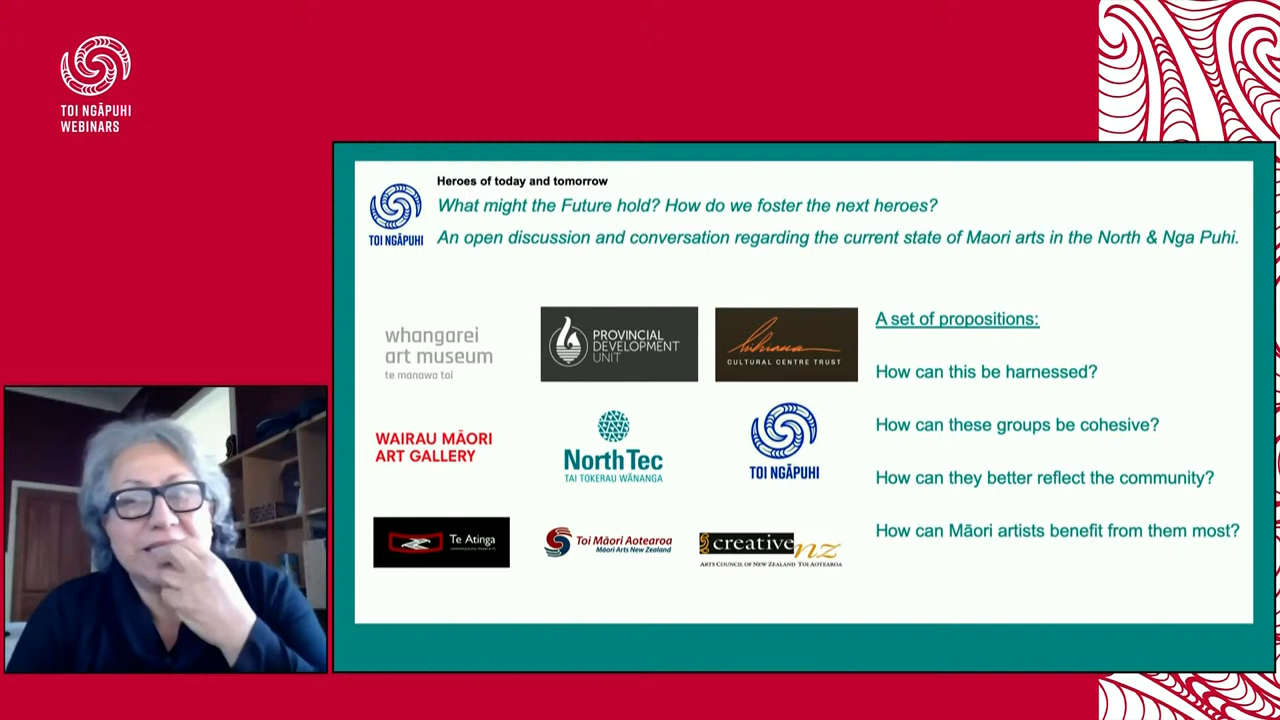 TOI NGĀPUHI
WEBINARS
Heroes of today and tomorrow
What might the Future hold? How do we foster the next heroes?
An open discussion and conversation regarding the current state of Maori arts in the North & Nga Puhi.
TOI NGĀPUHI
whangarei
art museum
te manawa toi
PROVINCIAL
DEVELOPMENT
UNIT
CULTURAL CENTRE TRUST
WAIRAU MĀORI
ART GALLERY
NorthTec
TAI TOKERAU WĀNANGA
TOI NGĀPUHI
Te Atinga
Toi Māori Aotearoa
Māori Arts New Zealand
creative nz
ARTS COUNCIL OF NEW ZEALAND TOI AOTEAROA
A set of propositions:
How can this be harnessed?
How can these groups be cohesive?
How can they better reflect the community?
How can Māori artists benefit from them most?